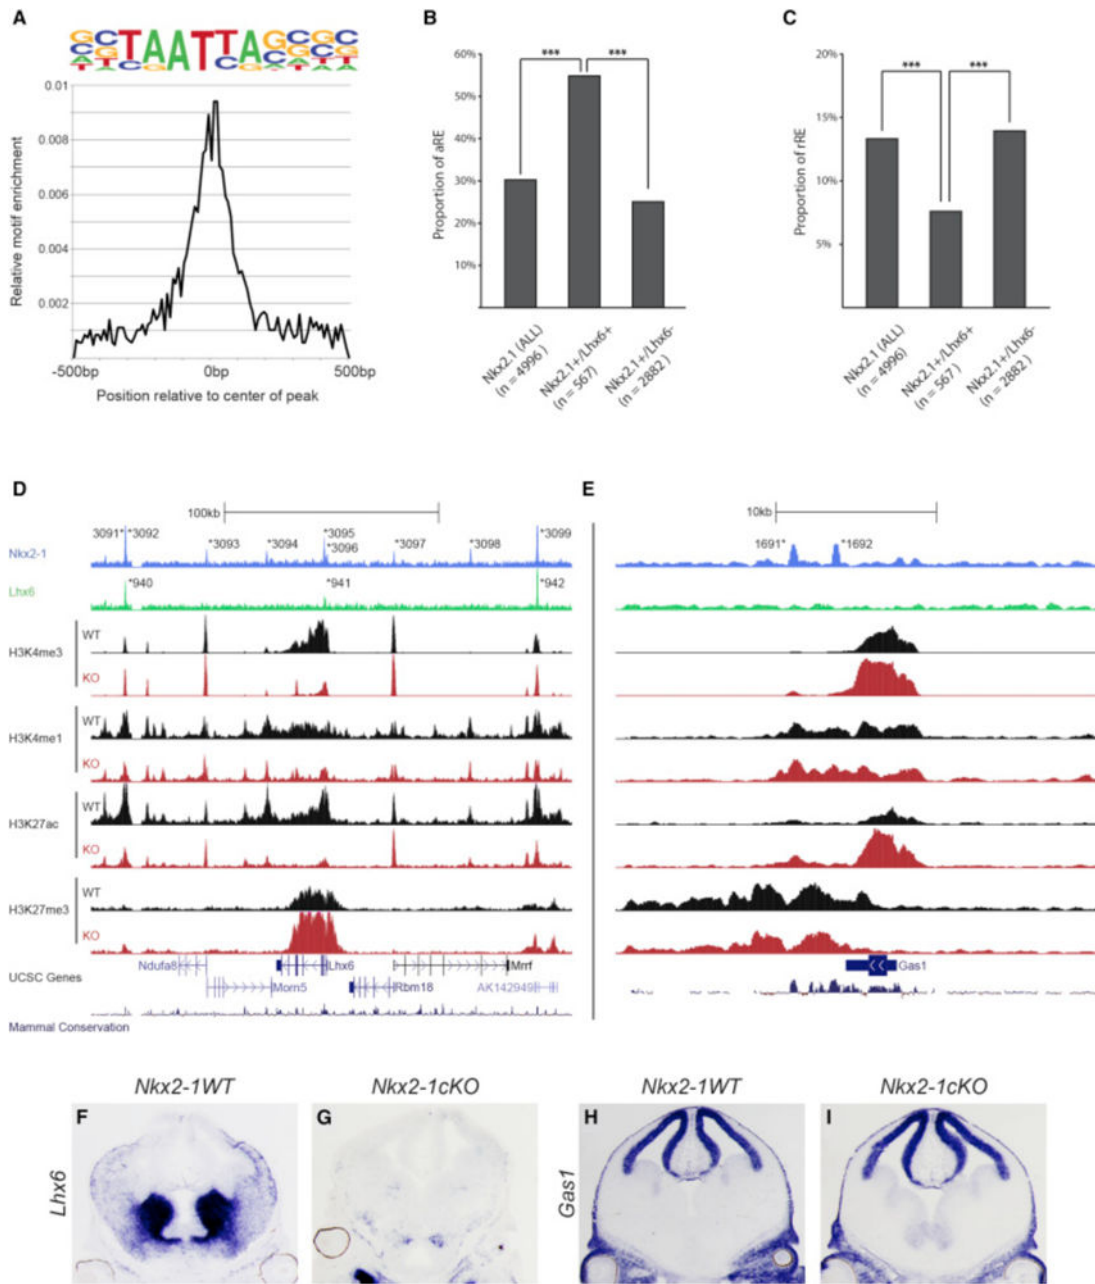 A
GCTAATTAGCGC
0.01
0.008
0.006
0.004
0.002
Relative motif enrichment
-500bp
0bp
500bp
Position relative to center of peak
B
60%
50%
40%
30%
20%
10%
Proportion of aRE
***
***
Nkx2.1 (ALL)
(n = 4996)
Nkx2.1+/Lhx6+
(n = 567)
Nkx2.1+/Lhx6-
(n = 2882 )
C
20%
15%
10%
5%
Proportion of rRE
***
***
Nkx2.1 (ALL)
(n = 4996)
Nkx2.1+/Lhx6+
(n = 567 )
Nkx2.1+/Lhx6-
(n = 2882 )
D
100kb
3091* *3092
*3093
*3094
*3095
*3096
*3097
*3098
*3099
Nkx2-1
*940
*941
*942
Lhx6
H3K4me3
WT
KO
H3K4me1
WT
KO
H3K27ac
WT
KO
H3K27me3
WT
KO
UCSC Genes
Ndufa8
Lhx6
Mrrf
Morn5
Rbm18
AK142949
Mammal Conservation
E
10kb
1691*
*1692
Gas1
Nkx2-1WT
Nkx2-1cKO
Nkx2-1WT
Nkx2-1cKO
F
G
H
I
Lhx6
Gas1